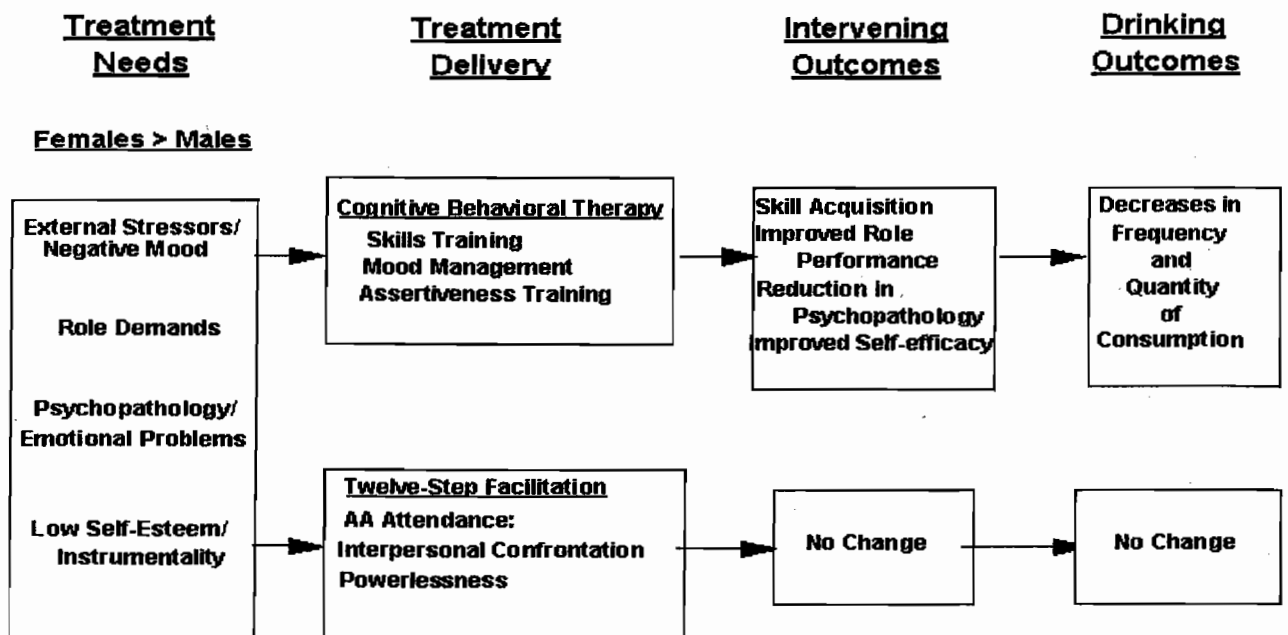 Treatment
Needs
Treatment
Delivery
Intervening
Outcomes
Drinking
Outcomes
Females > Males
External Stressors/
Negative Mood
Role Demands
Psychopathology/
Emotional Problems
Low Self-Esteem/
Instrumentality
Cognitive Behavioral Therapy
Skills Training
Mood Management
Assertiveness Training
Twelve-Step Facilitation
AA Attendance:
Interpersonal Confrontation
Powerlessness
Skill Acquisition
Improved Role
Performance
Reduction in
Psychopathology
Improved Self-efficacy
No Change
Decreases in
Frequency
and
Quantity
of
Consumption
No Change